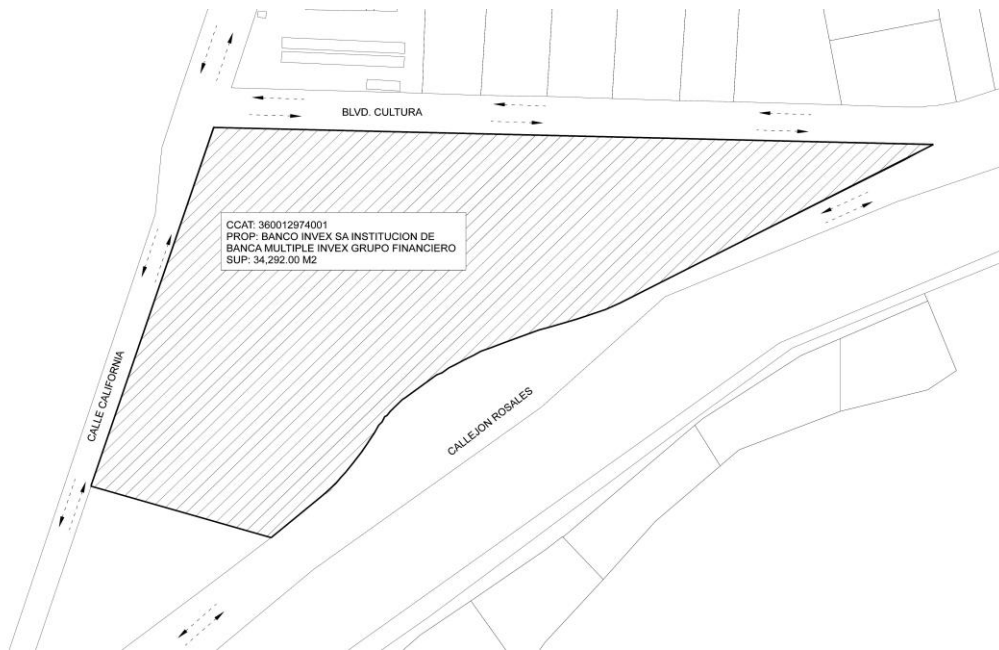 BLVD. CULTURA
CCAT: 360012974001
PROP: BANCO INVEX SA INSTITUCION DE
BANCA MULTIPLE INVEX GRUPO FINANCIERO
SUP: 34,292.00 M2
CALLE CALIFORNIA
CALLEJON ROSALES